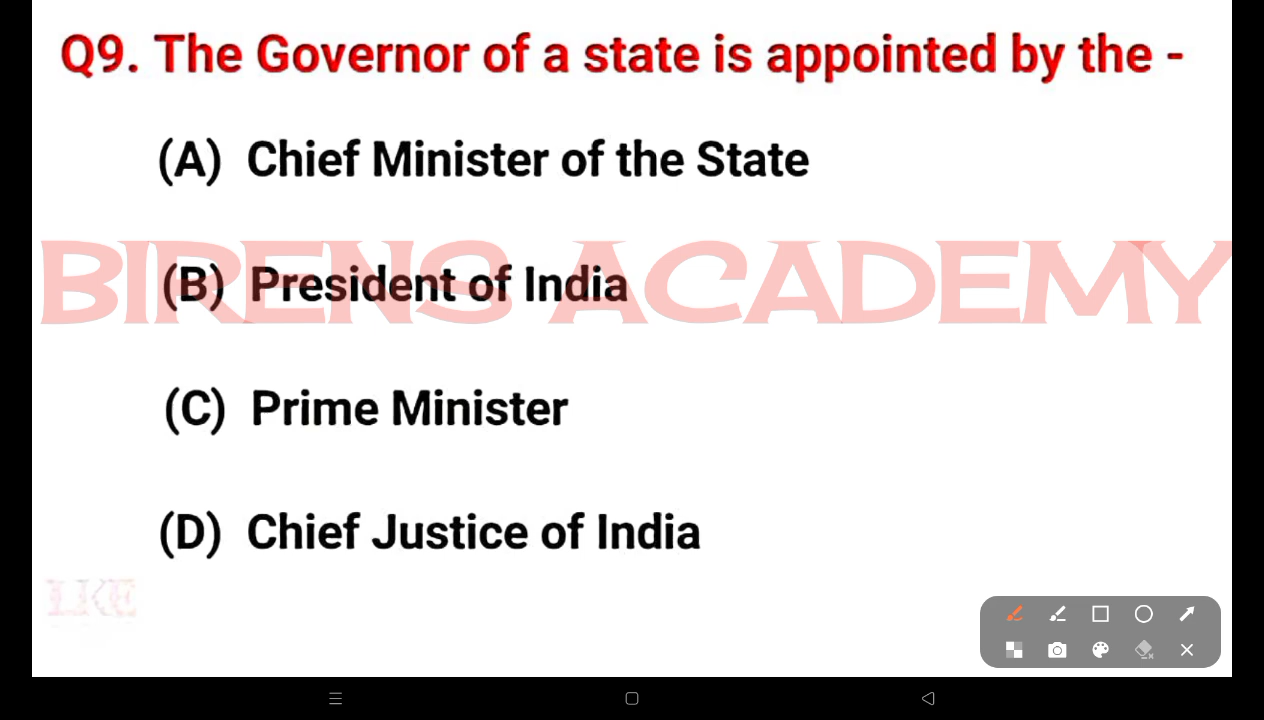 Q9. The Governor of a state is appointed by the -
(A) Chief Minister of the State
BIRENS ACADEMY
(B) President of India
(C) Prime Minister
(D) Chief Justice of India
LKE